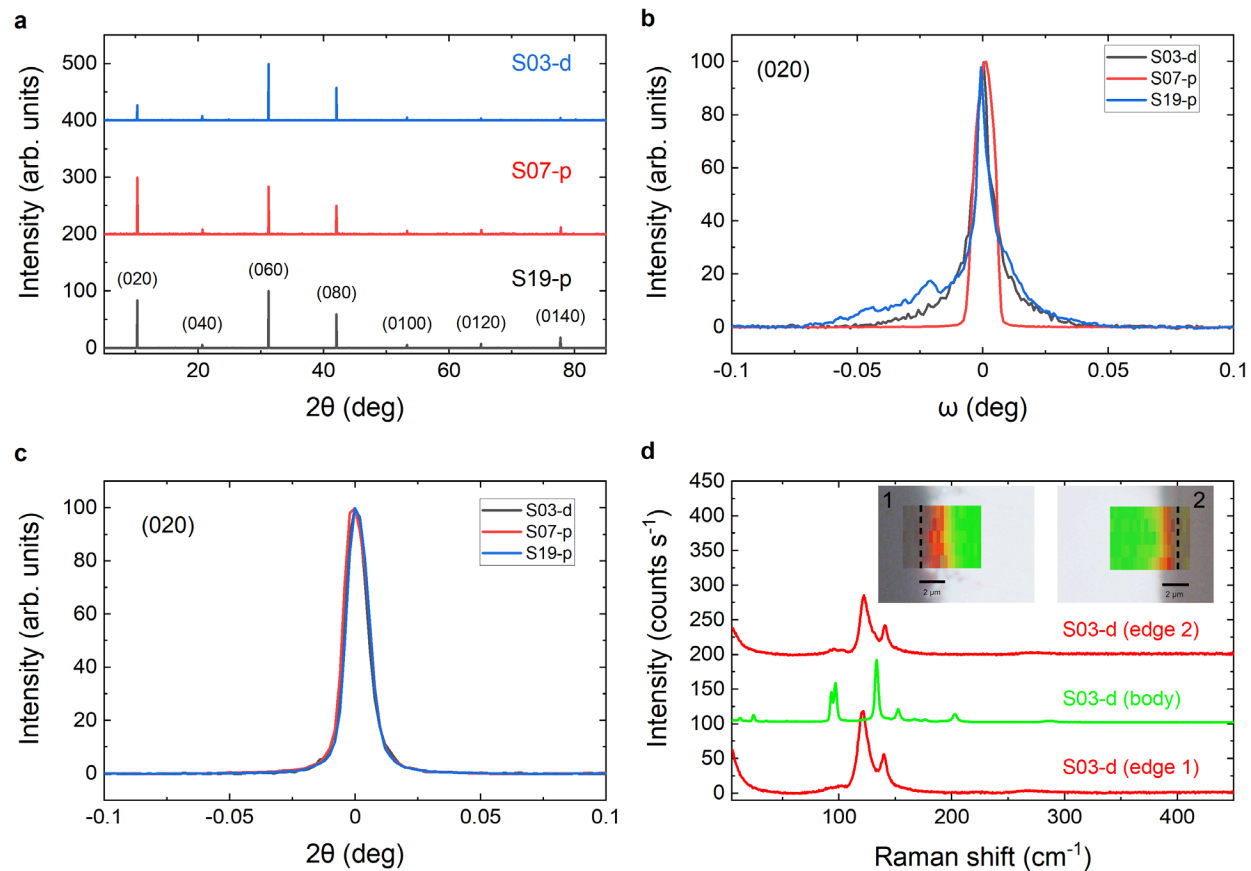 a
Intensity (arb. units)
500
400
300
200
100
0
S03-d
S07-p
S19-p
(020)
(040)
(060)
(080)
(0100)
(0120)
(0140)
20
40
60
80
2θ (deg)
b
Intensity (arb. units)
100
80
60
40
20
0
(020)
S03-d
S07-p
S19-p
-0.1
-0.05
0
0.05
0.1
ω (deg)
c
Intensity (arb. units)
100
80
60
40
20
0
(020)
S03-d
S07-p
S19-p
-0.1
-0.05
0
0.05
0.1
2θ (deg)
d
Intensity (counts s⁻¹)
450
400
350
300
250
200
150
100
50
0
1
2 µm
2
2 µm
S03-d (edge 2)
S03-d (body)
S03-d (edge 1)
100
200
300
400
Raman shift (cm⁻¹)